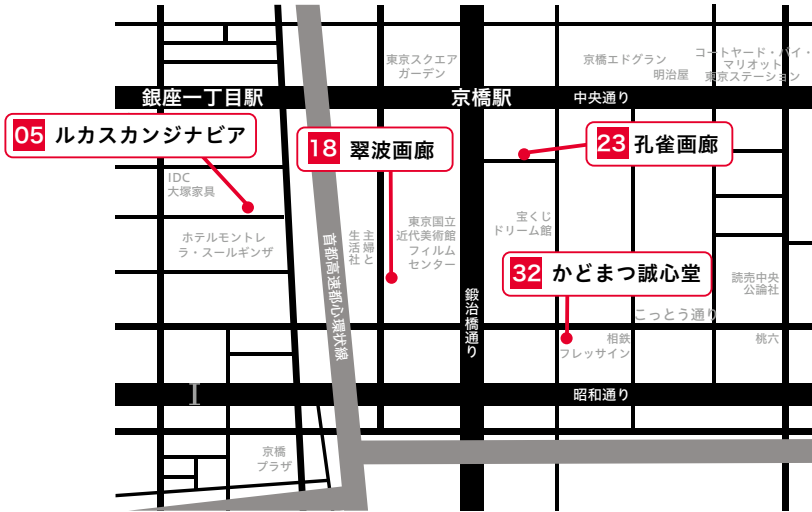 コートヤード・バイ・
マリオット
東京ステーション
東京スクエア
ガーデン
京橋エドグラン
明治屋
銀座一丁目駅
京橋駅
中央通り
05 ルカスカンジナビア
18 翠波画廊
23 孔雀画廊
IDC
大塚家具
ホテルモントレ
ラ・スールギンザ
首都高速都心環状線
主婦と
生活社
東京国立
近代美術館
フィルム
センター
宝くじ
ドリーム館
32 かどまつ誠心堂
読売中央
公論社
鍛治橋通り
こっとう通り
相鉄
フレッサイン
桃六
昭和通り
京橋
プラザ